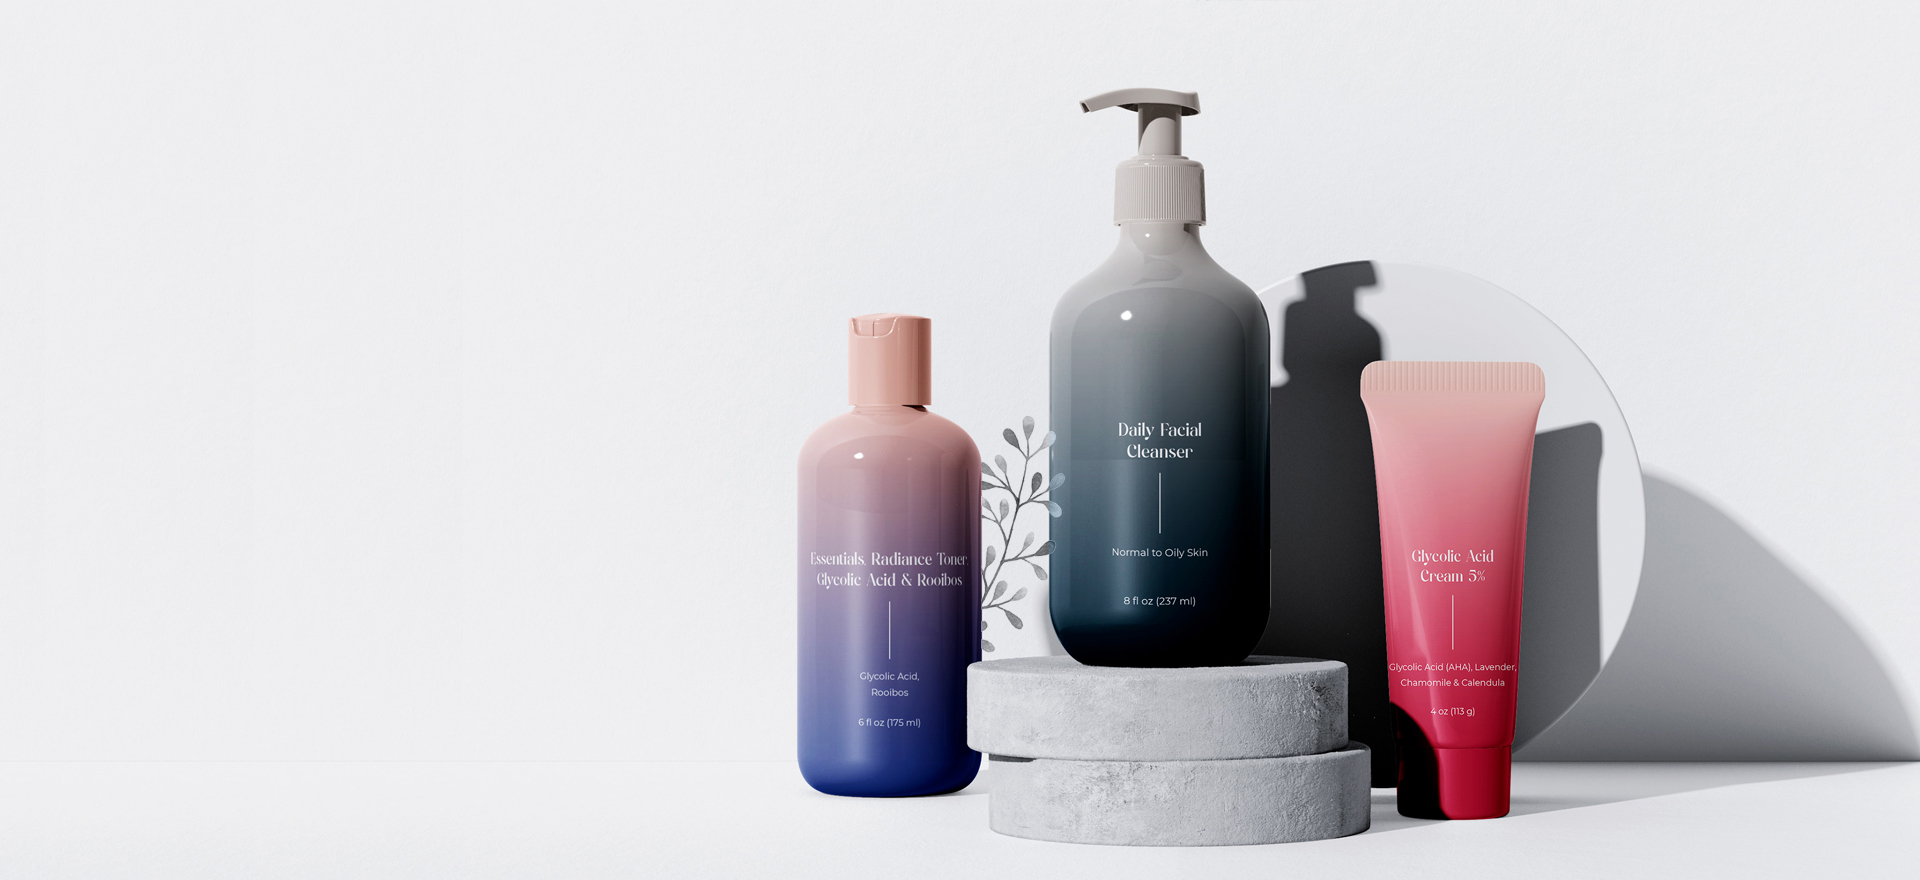 Essentials, Radiance Toner,
Glycolic Acid & Rooibos
Glycolic Acid,
Rooibos
6 fl oz (175 ml)
Daily Facial
Cleanser
Normal to Oily Skin
8 fl oz (237 ml)
Glycolic Acid
Cream 5%
Glycolic Acid (AHA), Lavender,
Chamomile & Calendula
4 oz (113 g)